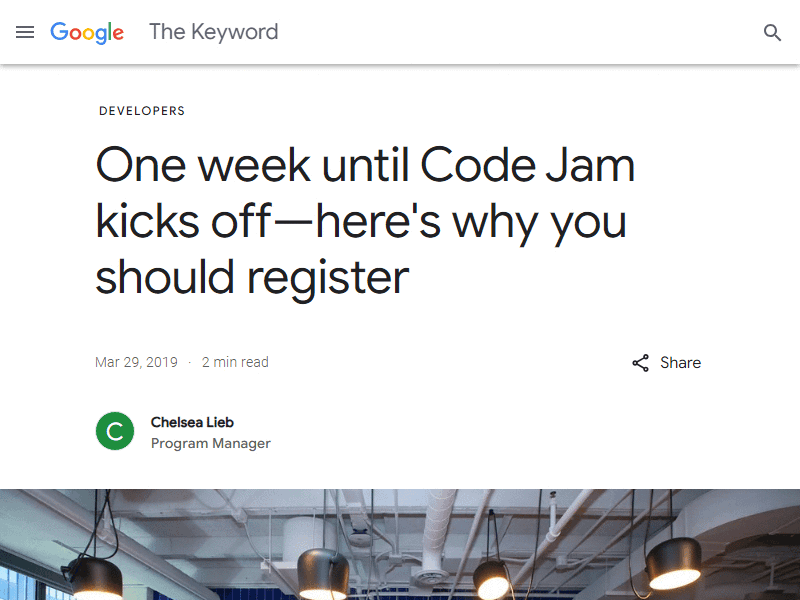 Google The Keyword
DEVELOPERS
One week until Code Jam
kicks off—here's why you
should register
Mar 29, 2019 · 2 min read
Share
C
Chelsea Lieb
Program Manager